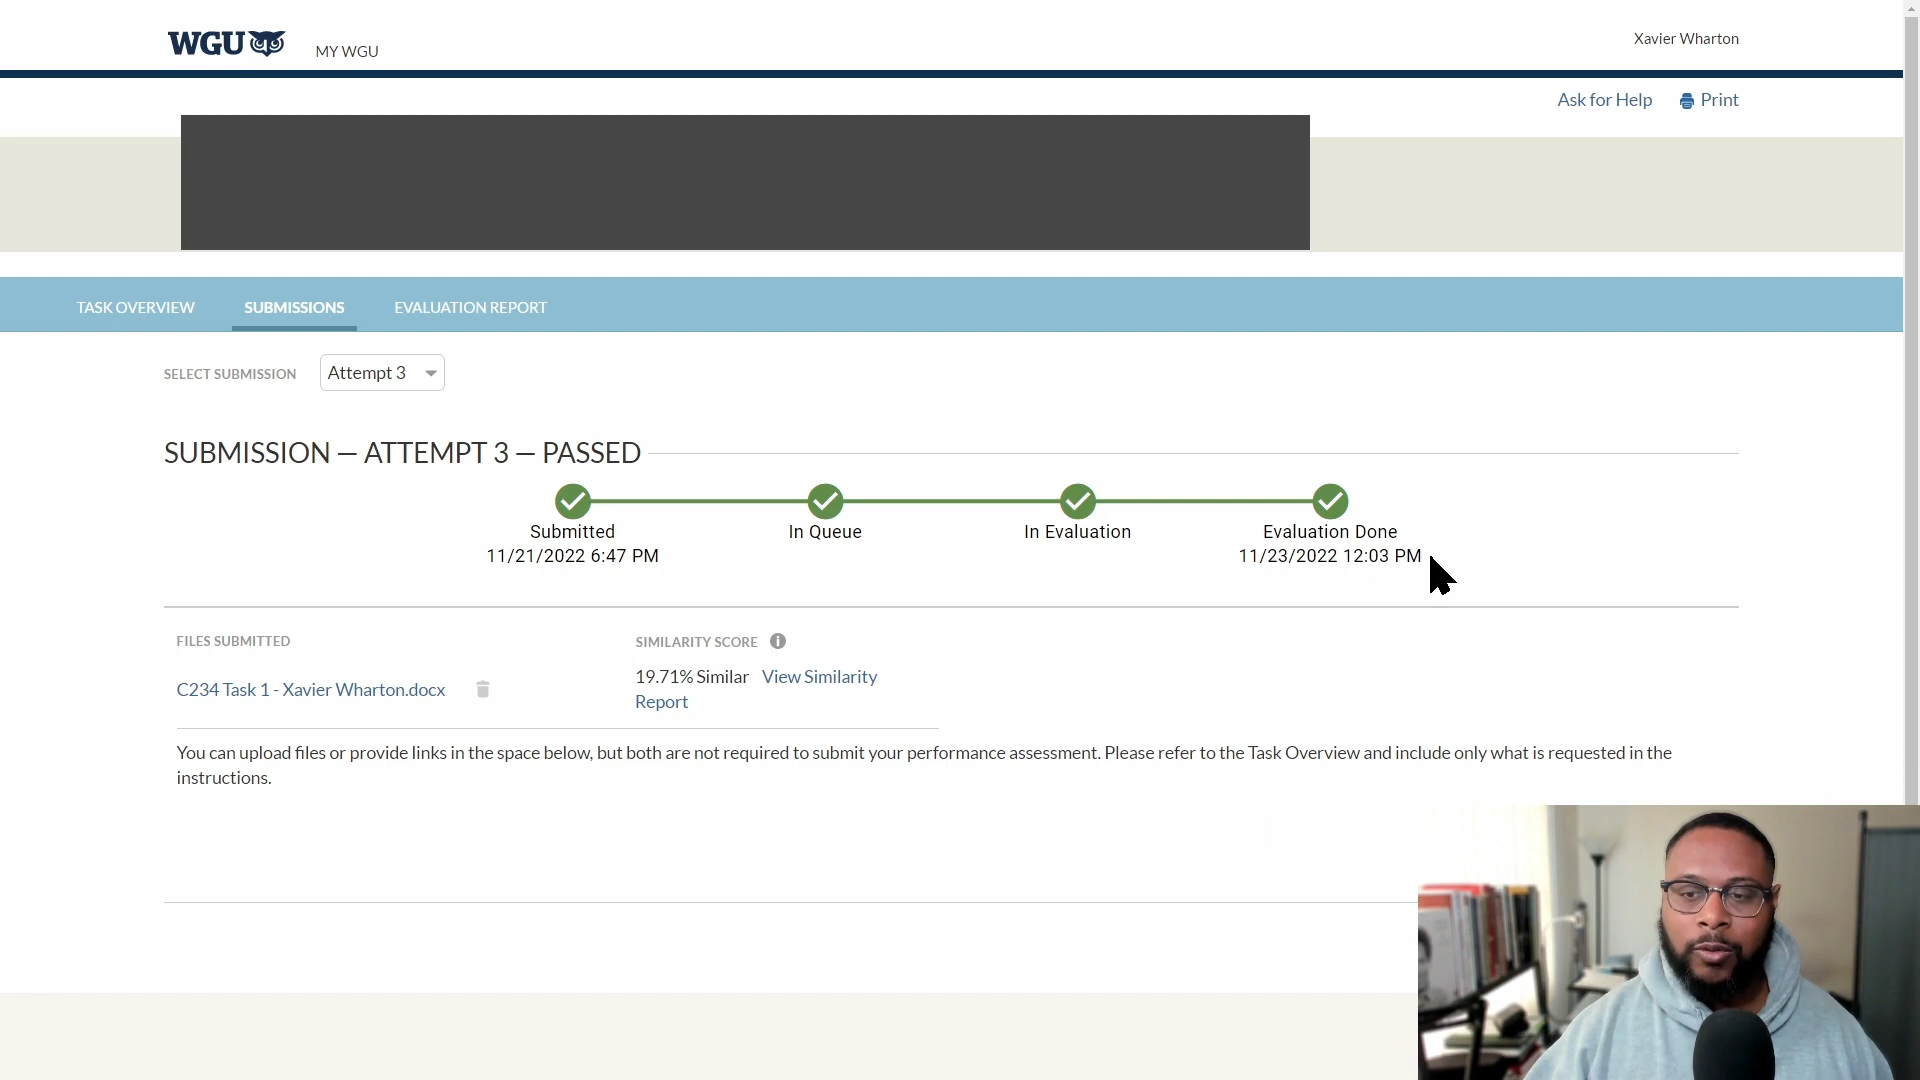 WGU
MY WGU
Xavier Wharton
Ask for Help
Print
TASK OVERVIEW
SUBMISSIONS
EVALUATION REPORT
SELECT SUBMISSION
Attempt 3
SUBMISSION — ATTEMPT 3 — PASSED
Submitted
11/21/2022 6:47 PM
In Queue
In Evaluation
Evaluation Done
11/23/2022 12:03 PM
FILES SUBMITTED
C234 Task 1 - Xavier Wharton.docx
SIMILARITY SCORE
19.71% Similar View Similarity
Report
You can upload files or provide links in the space below, but both are not required to submit your performance assessment. Please refer to the Task Overview and include only what is requested in the
instructions.